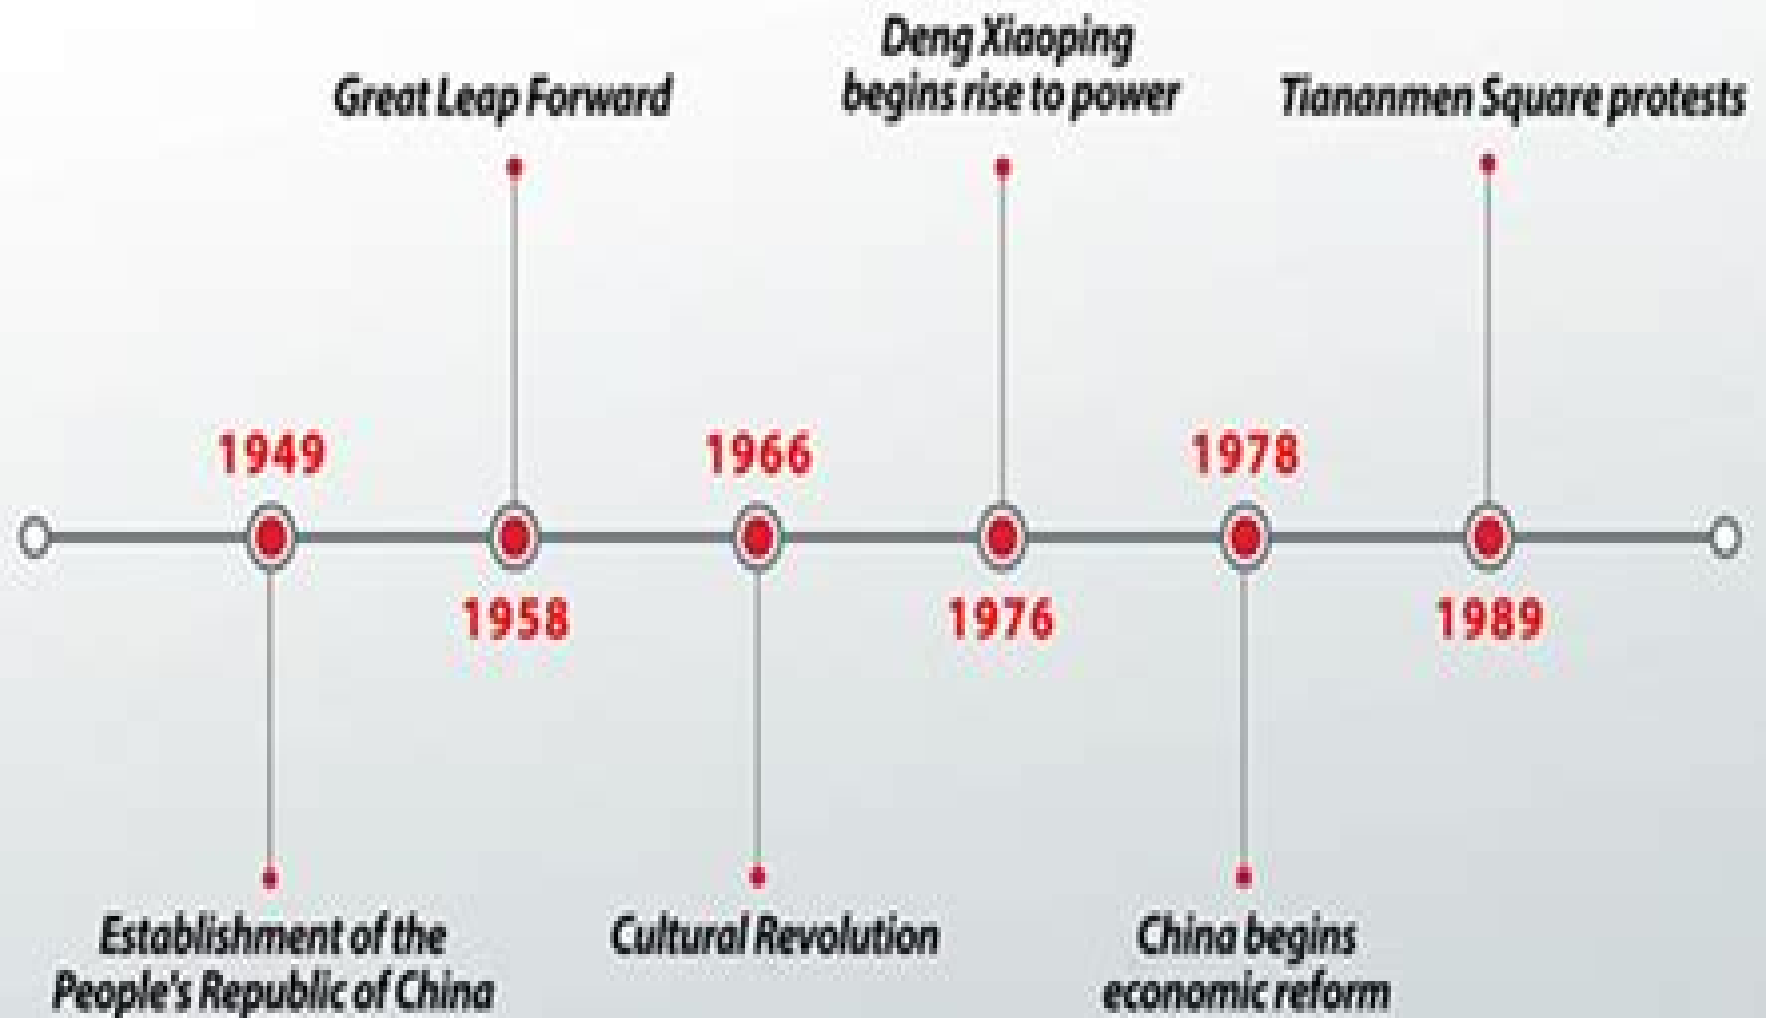 Deng Xiaoping
begins rise to power
Great Leap Forward
Tiananmen Square protests
1949
1966
1978
1958
1976
1989
Establishment of the
People's Republic of China
Cultural Revolution
China begins
economic reform